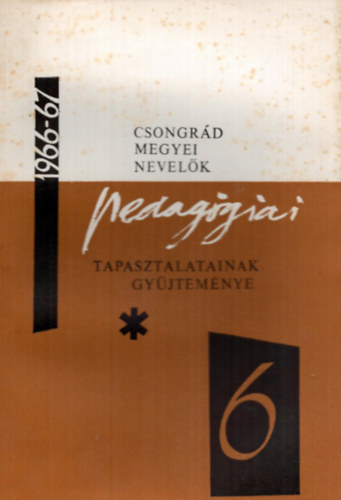 1966-67
CSONGRÁD
MEGYEI
NEVELŐK
pedagógiai
TAPASZTALATAINAK
GYŰJTEMÉNYE
*
6